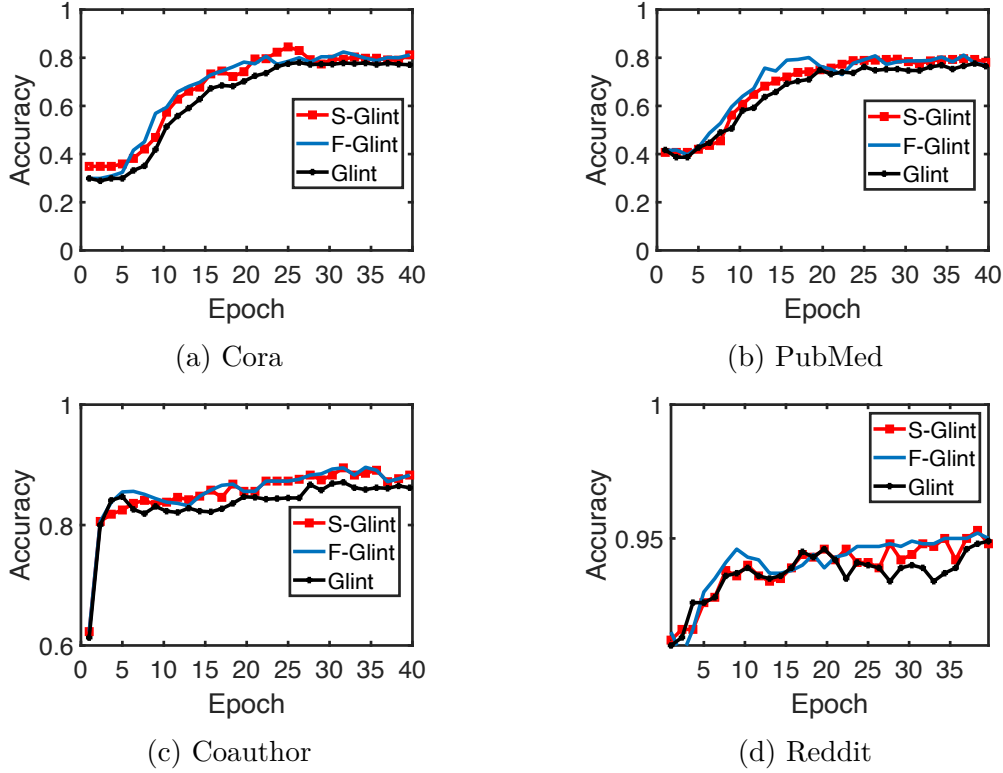 Accuracy
1
0.8
0.6
0.4
0.2
0
0 5 10 15 20 25 30 35 40
Epoch
S-Glint
F-Glint
Glint
(a) Cora
Accuracy
1
0.8
0.6
0.4
0.2
0
0 5 10 15 20 25 30 35 40
Epoch
S-Glint
F-Glint
Glint
(b) PubMed
Accuracy
1
0.8
0.6
0 5 10 15 20 25 30 35 40
Epoch
S-Glint
F-Glint
Glint
(c) Coauthor
Accuracy
1
0.95
5 10 15 20 25 30 35
Epoch
S-Glint
F-Glint
Glint
(d) Reddit